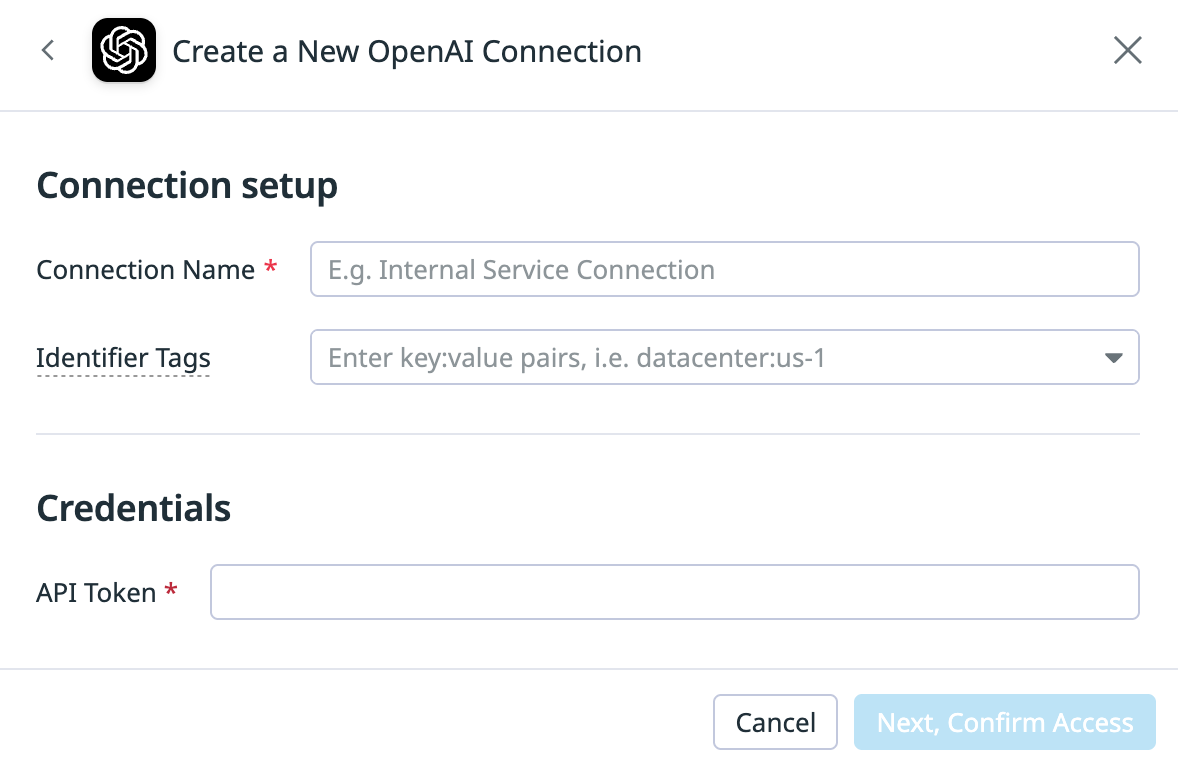 Create a New OpenAI Connection
Connection setup
Connection Name *
E.g. Internal Service Connection
Identifier Tags
Enter key:value pairs, i.e. datacenter:us-1
Credentials
API Token *
Cancel
Next, Confirm Access